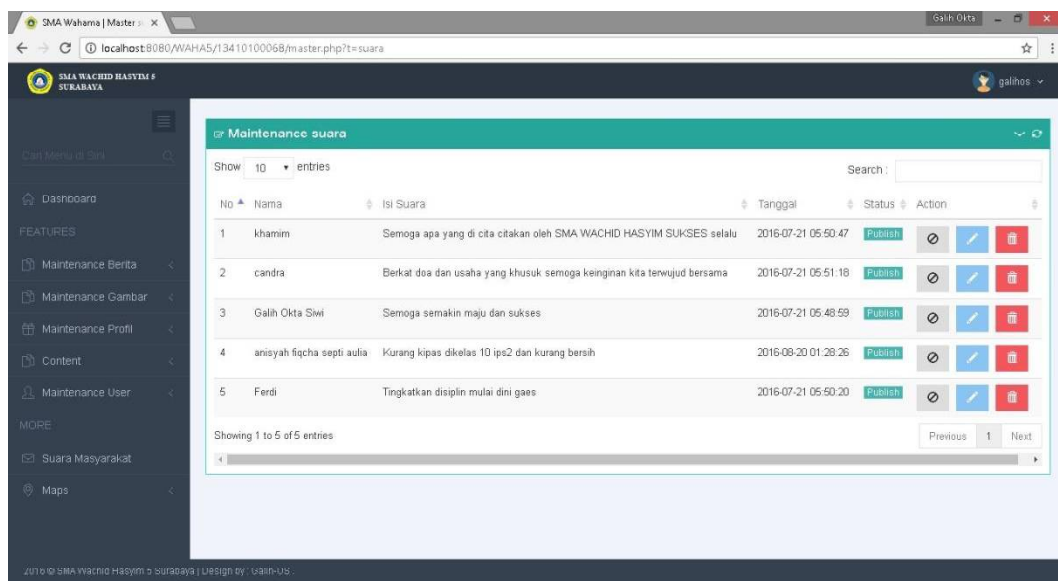 SMA Wahama | Master s
Galih Okta
localhost:8080/WAHA5/13410100068/master.php?t=suara
SMA WACHID HASYIM 5
SURABAYA
galihos
Cari Menu di Sini
Dashboard
FEATURES
Maintenance Berita
Maintenance Gambar
Maintenance Profil
Content
Maintenance User
MORE
Suara Masyarakat
Maps
Maintenance suara
Show 10 entries
Search :
No Nama Isi Suara Tanggal Status Action
1 khamim Semoga apa yang di cita citakan oleh SMA WACHID HASYIM SUKSES selalu 2016-07-21 05:50:47 Publish
2 candra Berkat doa dan usaha yang khusuk semoga keinginan kita terwujud bersama 2016-07-21 05:51:18 Publish
3 Galih Okta Siwi Semoga semakin maju dan sukses 2016-07-21 05:48:59 Publish
4 anisyah fiqcha septi aulia Kurang kipas dikelas 10 ips2 dan kurang bersih 2016-08-20 01:28:26 Publish
5 Ferdi Tingkatkan disiplin mulai dini gaes 2016-07-21 05:50:20 Publish
Showing 1 to 5 of 5 entries
Previous 1 Next
2016 © SMA Wachid Hasyim 5 Surabaya | Design by : Galih-OS .